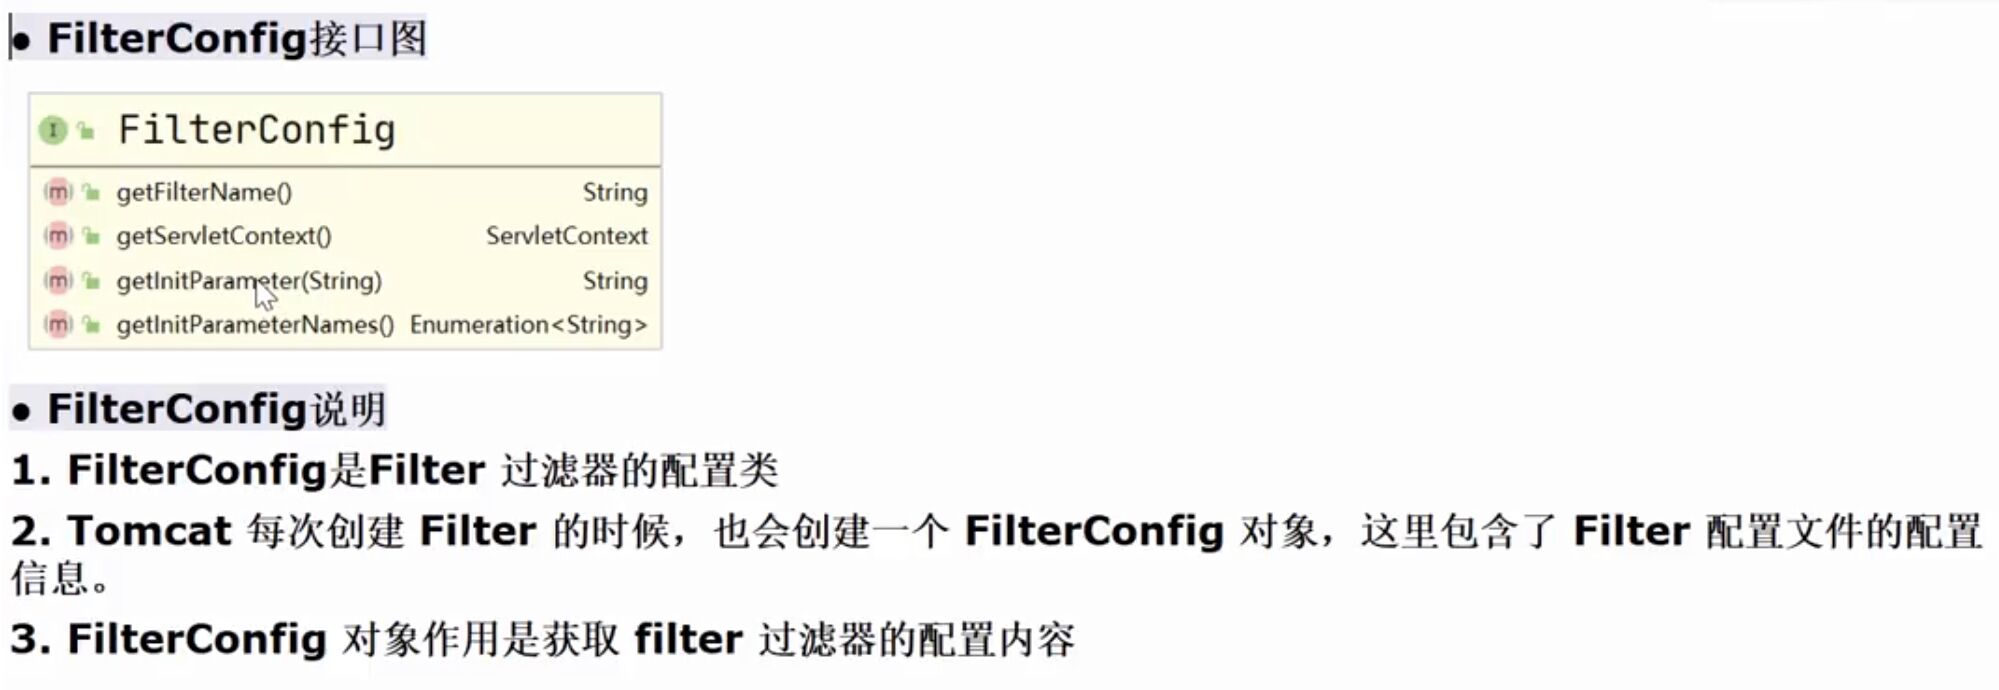 ● FilterConfig接口图
I FilterConfig
m getFilterName() String
m getServletContext() ServletContext
m getInitParameter(String) String
m getInitParameterNames() Enumeration<String>
● FilterConfig说明
1. FilterConfig是Filter 过滤器的配置类
2. Tomcat 每次创建 Filter 的时候，也会创建一个 FilterConfig 对象，这里包含了 Filter 配置文件的配置
信息。
3. FilterConfig 对象作用是获取 filter 过滤器的配置内容